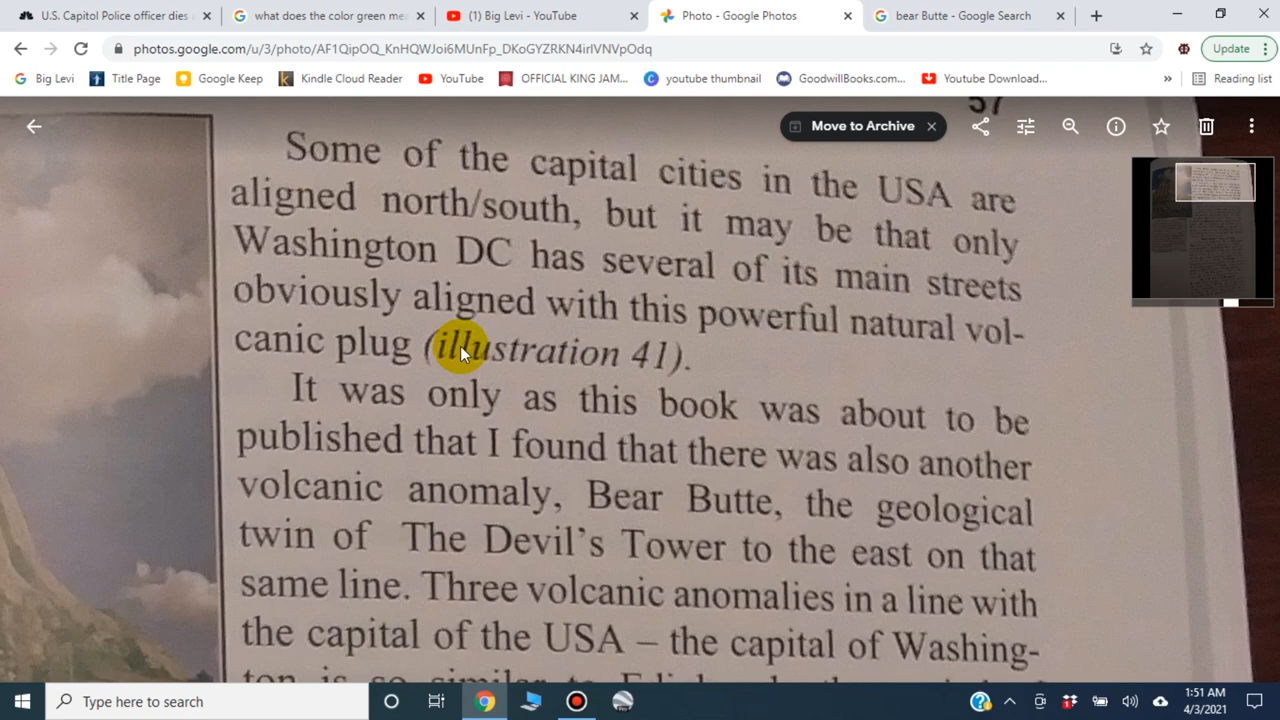 U.S. Capitol Police officer dies
what does the color green me
(1) Big Levi - YouTube
Photo - Google Photos
bear Butte - Google Search
photos.google.com/u/3/photo/AF1QipOQ_KnHQWJoi6MUnFp_DKoGYZRKN4irIVNVpOdq
Update
Big Levi
Title Page
Google Keep
Kindle Cloud Reader
YouTube
OFFICIAL KING JAM...
youtube thumbnail
GoodwillBooks.com...
Youtube Download...
»
Reading list
57
Move to Archive
Some of the capital cities in the USA are
aligned north/south, but it may be that only
Washington DC has several of its main streets
obviously aligned with this powerful natural vol-
canic plug (illustration 41).
It was only as this book was about to be
published that I found that there was also another
volcanic anomaly, Bear Butte, the geological
twin of The Devil's Tower to the east on that
same line. Three volcanic anomalies in a line with
the capital of the USA – the capital of Washing-
ton is so similar to
Type here to search
1:51 AM
4/3/2021